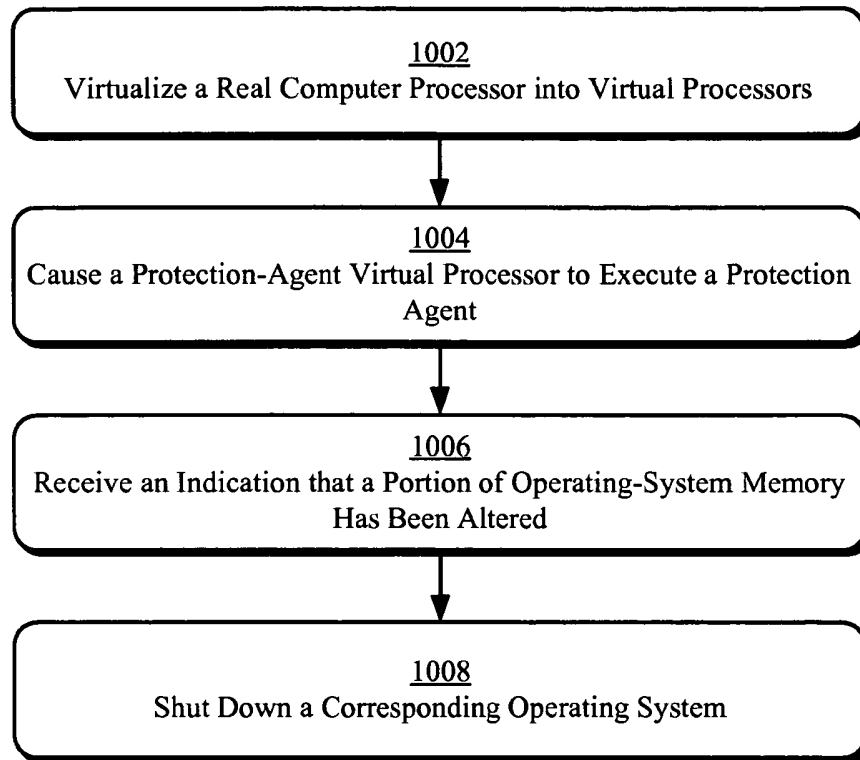 1002
Virtualize a Real Computer Processor into Virtual Processors
1004
Cause a Protection-Agent Virtual Processor to Execute a Protection
Agent
1006
Receive an Indication that a Portion of Operating-System Memory
Has Been Altered
1008
Shut Down a Corresponding Operating System